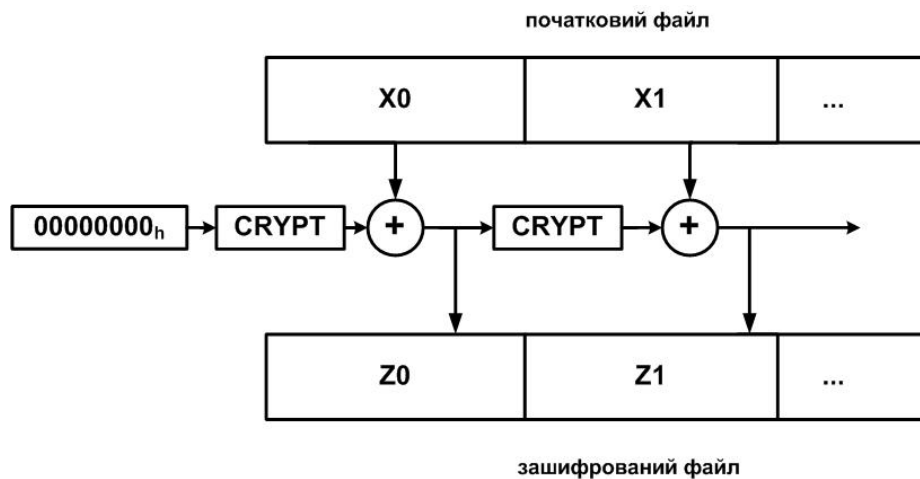 початковий файл
X0 X1 ...
00000000h CRYPT + CRYPT +
Z0 Z1 ...
зашифрований файл